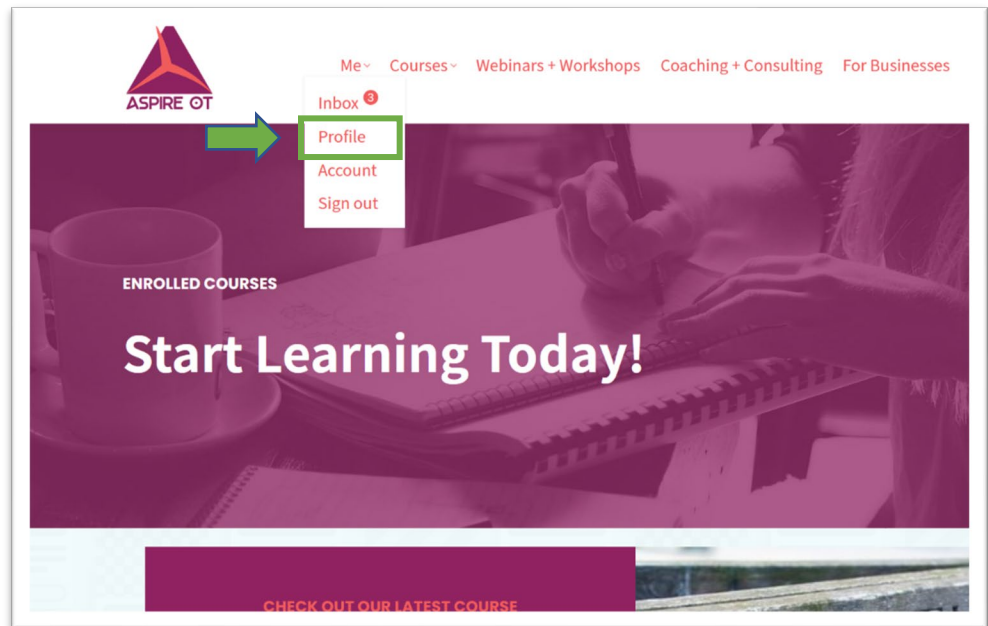 ASPIRE OT
Me Courses Webinars + Workshops Coaching + Consulting For Businesses
Inbox 3
Profile
Account
Sign out
ENROLLED COURSES
Start Learning Today!
CHECK OUT OUR LATEST COURSE